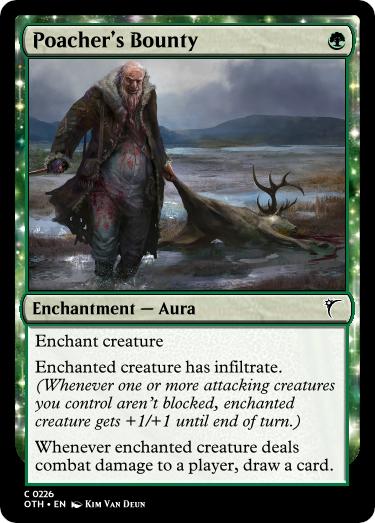 Poacher's Bounty
Enchantment — Aura
Enchant creature
Enchanted creature has infiltrate.
(Whenever one or more attacking creatures
you control aren't blocked, enchanted
creature gets +1/+1 until end of turn.)
Whenever enchanted creature deals
combat damage to a player, draw a card.
C 0226
OTH • EN Kim Van Deun